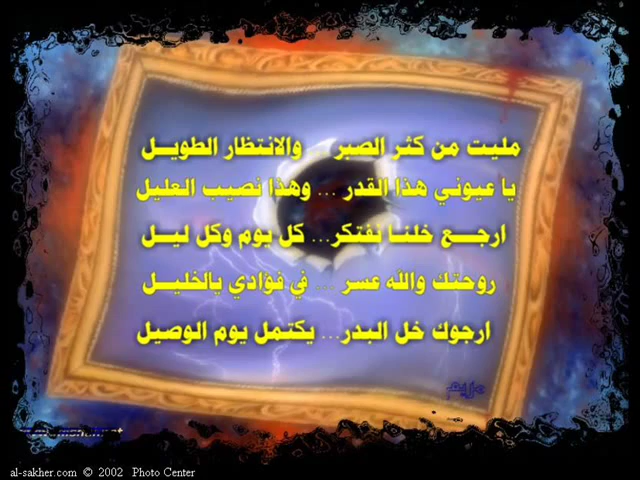 مليت من كثر الصبر والانتظار الطويل
يا عيوني هذا القدر ... وهذا نصيب العليل
ارجع خلنا نفتكر... كل يوم وكل ليل
روحتك والله عسر ... في فؤادي يالخليل
ارجوك خل البدر... يكتمل يوم الوصيل
al-sakher.com © 2002 Photo Center